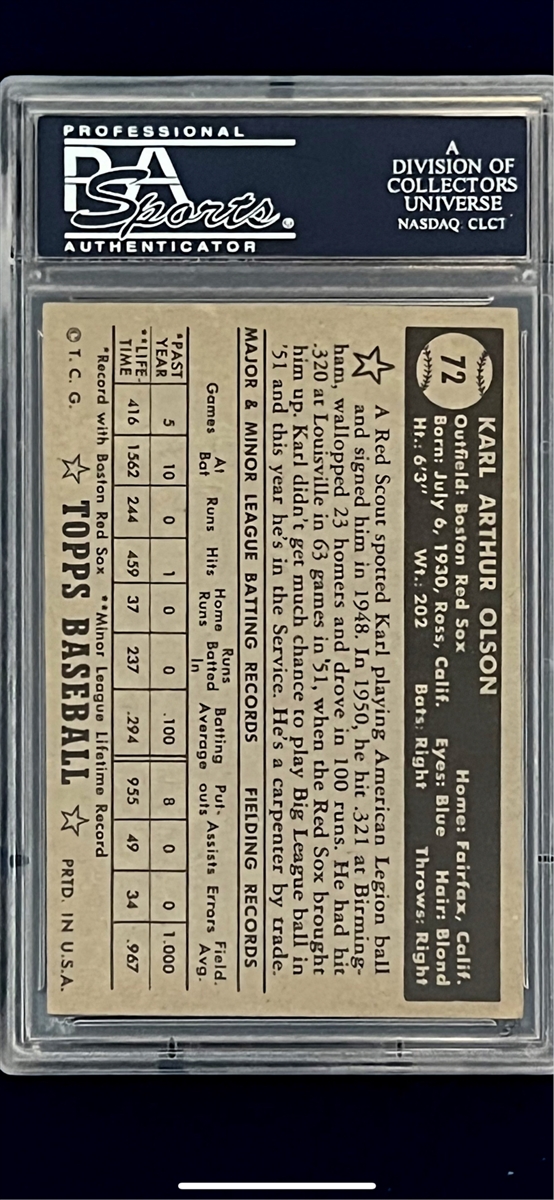 PROFESSIONAL
PSA
Sports
AUTHENTICATOR
A
DIVISION OF
COLLECTORS
UNIVERSE
NASDAQ CLCT
72
KARL ARTHUR OLSON
Outfield: Boston Red Sox Home: Fairfax, Calif.
Born: July 6, 1930, Ross, Calif. Eyes: Blue Hair: Blond
Ht.: 6'3" Wt.: 202 Bats: Right Throws: Right
A Red Scout spotted Karl playing American Legion ball
and signed him in 1948. In 1950, he hit .321 at Birming-
ham, walloped 23 homers and drove in 100 runs. He had hit
.320 at Louisville in 63 games in '51, when the Red Sox brought
him up. Karl didn't get much chance to play Big League ball in
'51 and this year he's in the Service. He's a carpenter by trade.
MAJOR & MINOR LEAGUE BATTING RECORDS FIELDING RECORDS
Games At Bat Runs Hits Home Runs Runs Batted In Batting Average Put-outs Assists Errors Field. Avg.
*PAST YEAR 5 10 0 1 0 0 .100 8 0 0 1.000
**LIFE-TIME 416 1562 244 459 37 237 .294 955 49 34 .967
*Record with Boston Red Sox **Minor League Lifetime Record
© T. C. G. TOPPS BASEBALL PRTD. IN U.S.A.